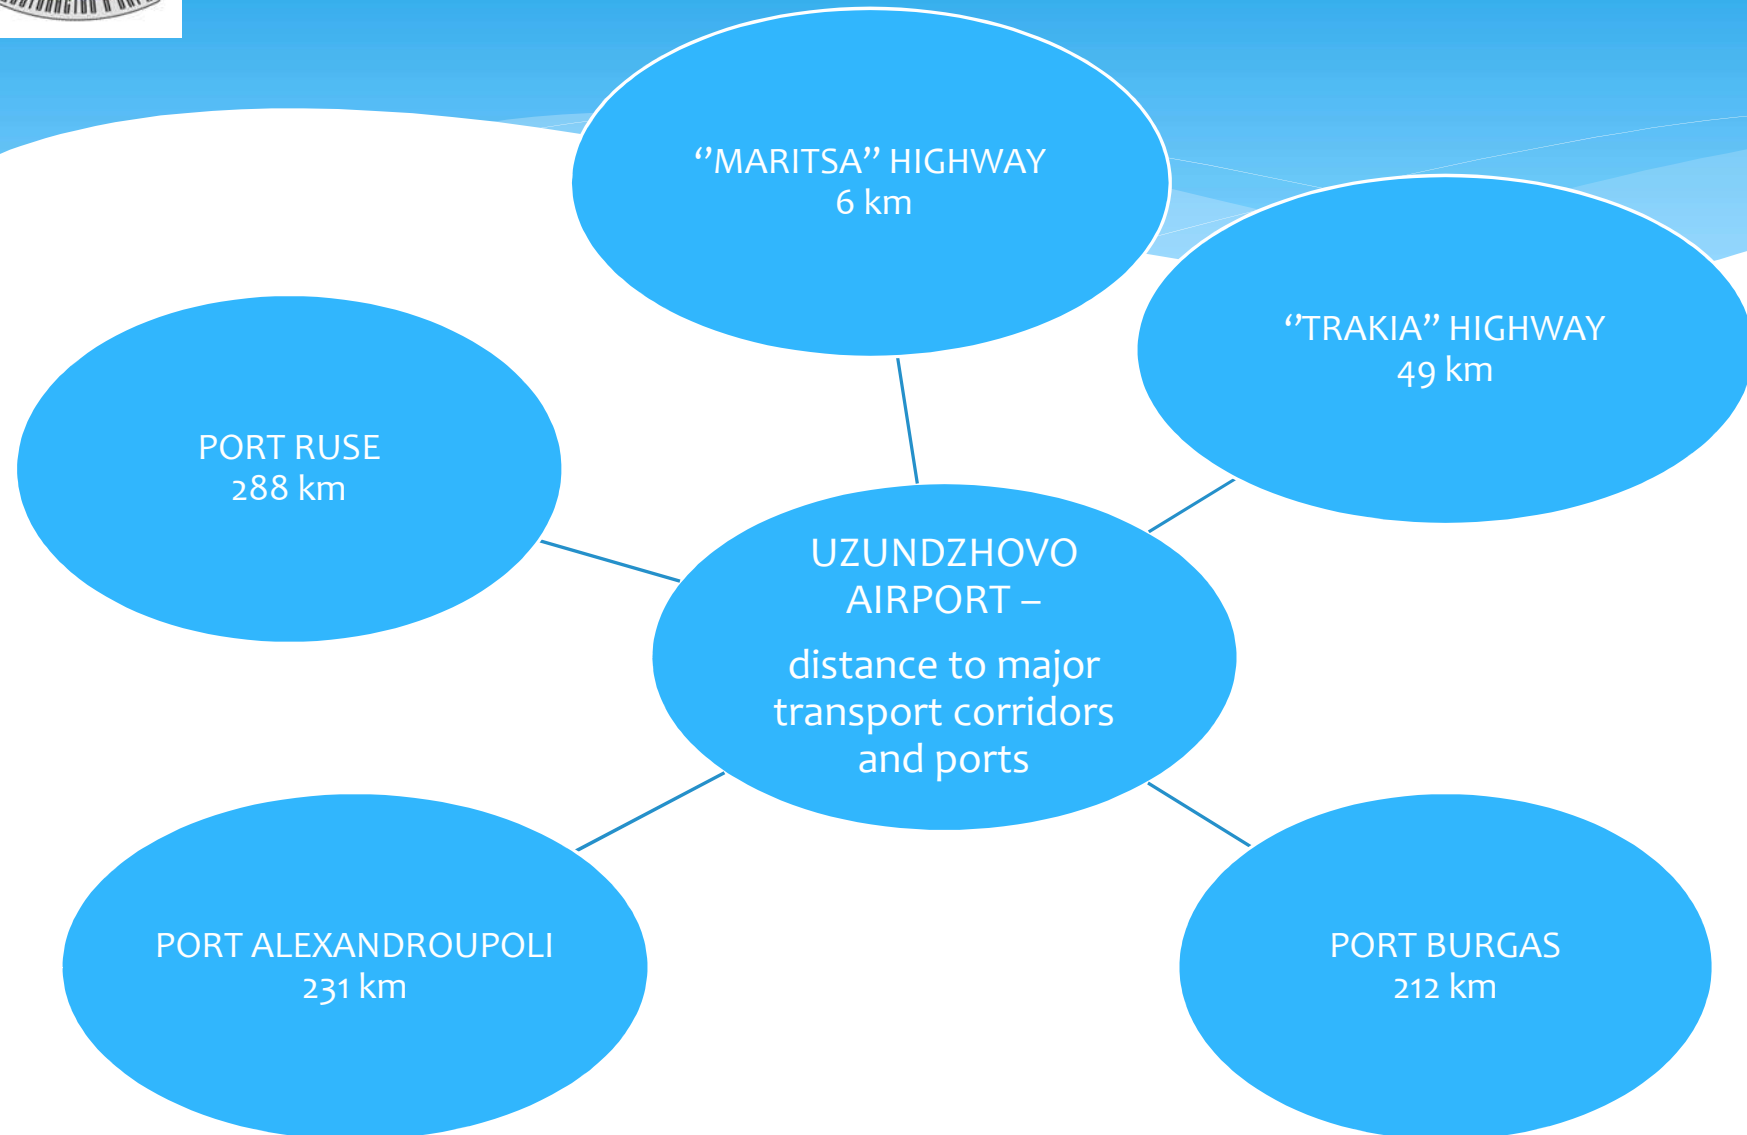 ‘’MARITSA’’ HIGHWAY
6 km
‘’TRAKIA’’ HIGHWAY
49 km
PORT RUSE
288 km
UZUNDZHOVO
AIRPORT –
distance to major
transport corridors
and ports
PORT ALEXANDROUPOLI
231 km
PORT BURGAS
212 km